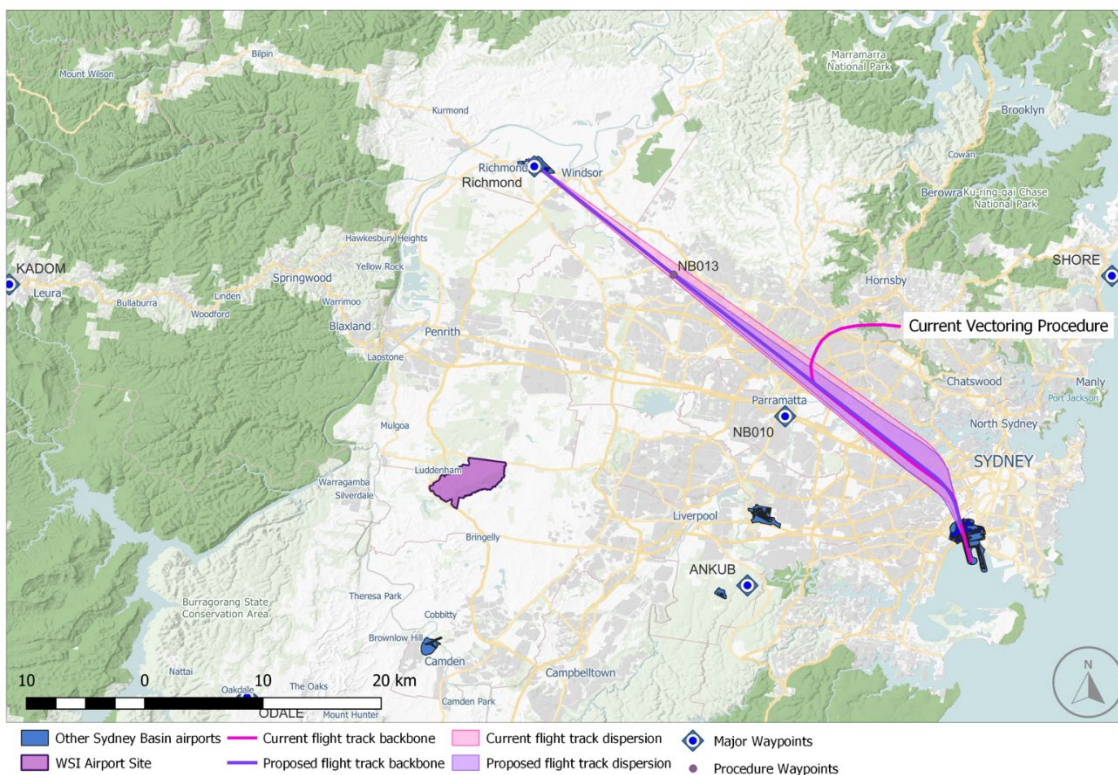 Marramarra
National Park
Bilpin
Mount Wilson
Brooklyn
Kurmond
Cowan
Richmond
Windsor
Richmond
Berowra
Ku-ring-gai Chase
National Park
Hawkesbury Heights
NB013
SHORE
KADOM
Springwood
Yellow Rock
Hornsby
Leura
Bullaburra
Linden
Warrimoo
Woodford
Blaxland
Penrith
Current Vectoring Procedure
Lapstone
Chatswood
Manly
Parramatta
Port Jackson
Mulgoa
NB010
North Sydney
SYDNEY
Luddenham
Warragamba
Silverdale
Liverpool
Bringelly
ANKUB
Burragorang State
Conservation Area
Theresa Park
Cobbitty
Brownlow Hill
Camden
Campbelltown
Nattai
N
10 0 10 20 km
Oakdale
The Oaks
Camden Park
ODALE
Mount Hunter
Other Sydney Basin airports
Current flight track backbone
Current flight track dispersion
Major Waypoints
WSI Airport Site
Proposed flight track backbone
Proposed flight track dispersion
Procedure Waypoints